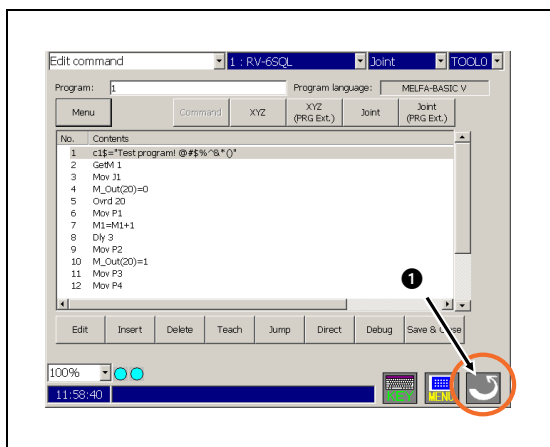 Edit command 1 : RV-6SQL Joint TOOL0
Program: 1 Program language: MELFA-BASIC V
Menu Command XYZ XYZ (PRG Ext.) Joint Joint (PRG Ext.)
No. Contents
1 c1$="Test program! @#$%^&*()"
2 GetM 1
3 Mov J1
4 M_Out(20)=0
5 Ovrd 20
6 Mov P1
7 M1=M1+1
8 Dly 3
9 Mov P2
10 M_Out(20)=1
11 Mov P3
12 Mov P4
❶
Edit Insert Delete Teach Jump Direct Debug Save & Close
100%
11:58:40 KEY MENU